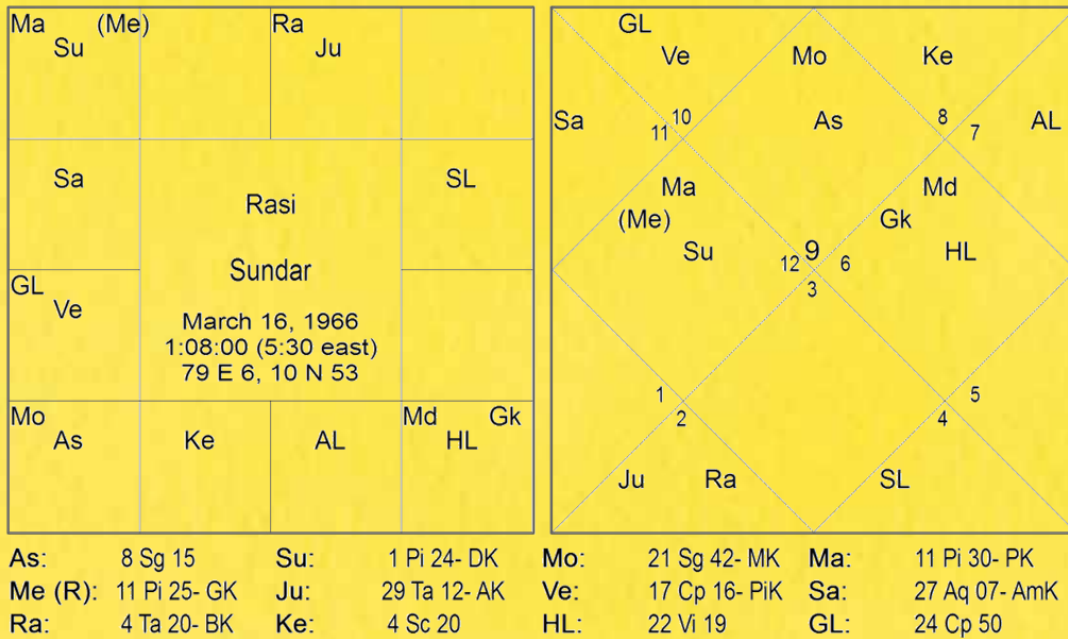 Ma (Me) Ra
Su Ju
Sa SL
Rasi
Sundar
GL
Ve
March 16, 1966
1:08:00 (5:30 east)
79 E 6, 10 N 53
Mo Md Gk
As Ke AL HL
GL
Ve Mo Ke
Sa 10 As 8 AL
11 7
Ma Md
(Me) Gk
Su 9 HL
12 6
3
1 5
2 4
Ju Ra SL
As: 8 Sg 15 Su: 1 Pi 24- DK Mo: 21 Sg 42- MK Ma: 11 Pi 30- PK
Me (R): 11 Pi 25- GK Ju: 29 Ta 12- AK Ve: 17 Cp 16- PiK Sa: 27 Aq 07- AmK
Ra: 4 Ta 20- BK Ke: 4 Sc 20 HL: 22 Vi 19 GL: 24 Cp 50